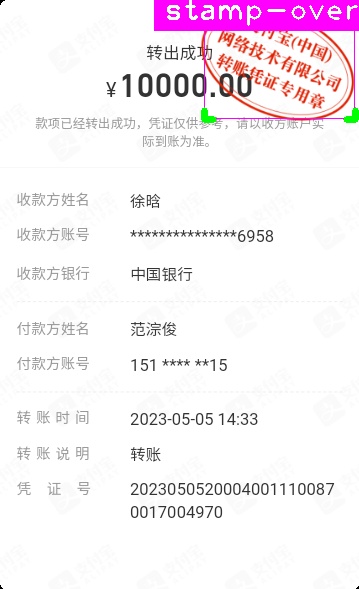 stamp-over
支付宝(中国)
网络技术有限公司
转账凭证专用章
转出成功
¥10000.00
款项已经转出成功，凭证仅供参考，请以收方账户实
际到账为准。
收款方姓名 徐晗
收款方账号 ***************6958
收款方银行 中国银行
付款方姓名 范淙俊
付款方账号 151 **** **15
转账时间 2023-05-05 14:33
转账说明 转账
凭证号 2023050520004001110087
0017004970